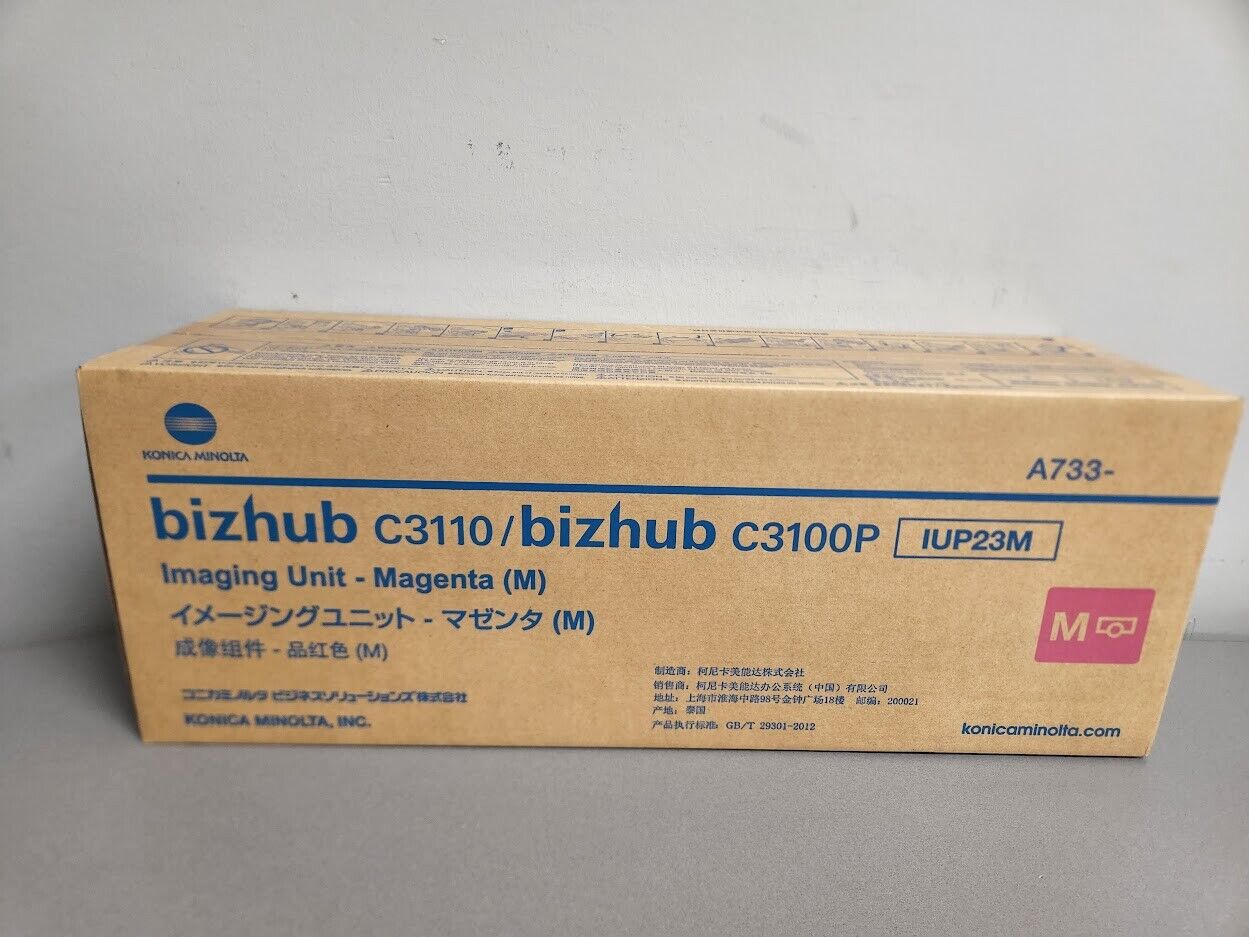 KONICA MINOLTA
A733-
bizhub C3110 / bizhub C3100P IUP23M
Imaging Unit - Magenta (M)
イメージングユニット - マゼンタ (M)
成像组件 - 品红色 (M)
M
コニカミノルタ ビジネスソリューションズ株式会社
KONICA MINOLTA, INC.
制造商: 柯尼卡美能达株式会社
销售商: 柯尼卡美能达办公系统 (中国) 有限公司
地址: 上海市淮海中路98号金钟广场18楼 邮编: 200021
产地: 泰国
产品执行标准: GB/T 29301-2012
konicaminolta.com